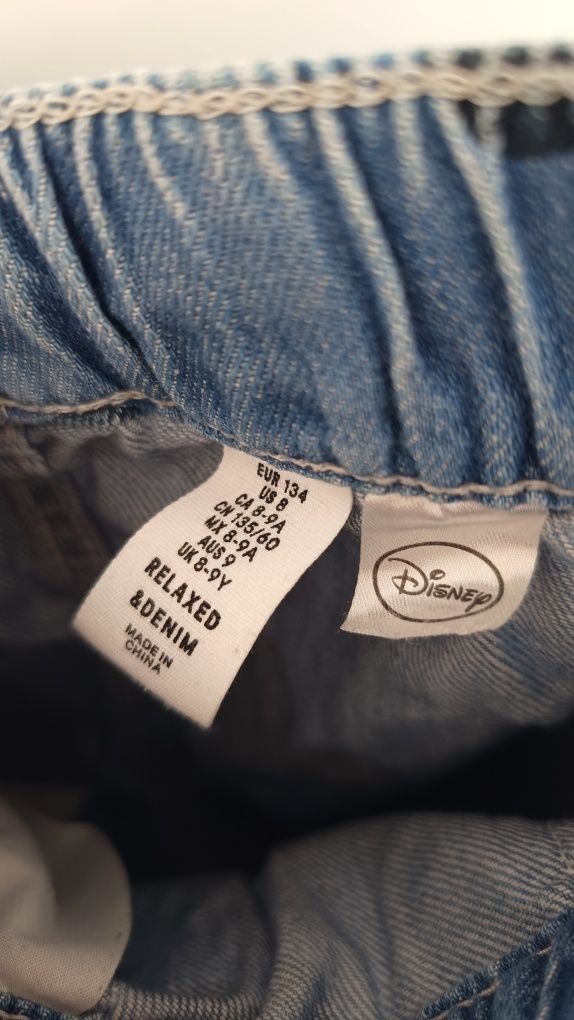 EUR 134
US 8
CA 8-9A
CN 135/60
MX 8-9A
AUS 9
UK 8-9Y
RELAXED
&DENIM
MADE IN
CHINA
Disney